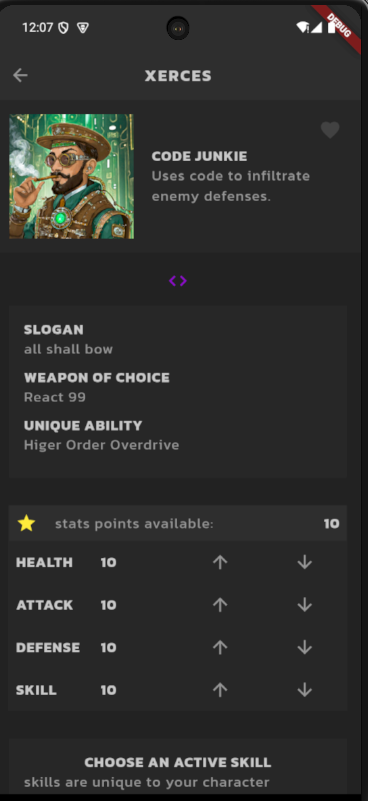 12:07
DEBUG
XERCES
CODE JUNKIE
Uses code to infiltrate
enemy defenses.
SLOGAN
all shall bow
WEAPON OF CHOICE
React 99
UNIQUE ABILITY
Higer Order Overdrive
stats points available: 10
HEALTH 10
ATTACK 10
DEFENSE 10
SKILL 10
CHOOSE AN ACTIVE SKILL
skills are unique to your character